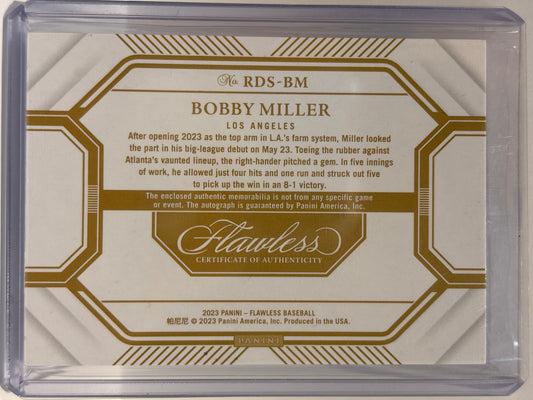 No. RDS-BM
BOBBY MILLER
LOS ANGELES
After opening 2023 as the top arm in L.A.'s farm system, Miller looked
the part in his big-league debut on May 23. Toeing the rubber against
Atlanta's vaunted lineup, the right-hander pitched a gem. In five innings
of work, he allowed just four hits and one run and struck out five
to pick up the win in an 8-1 victory.
The enclosed authentic memorabilia is not from any specific game
or event. The autograph is guaranteed by Panini America, Inc.
Flawless
CERTIFICATE OF AUTHENTICITY
2023 PANINI – FLAWLESS BASEBALL
帕尼尼 © 2023 Panini America, Inc. Produced in the USA.
PANINI